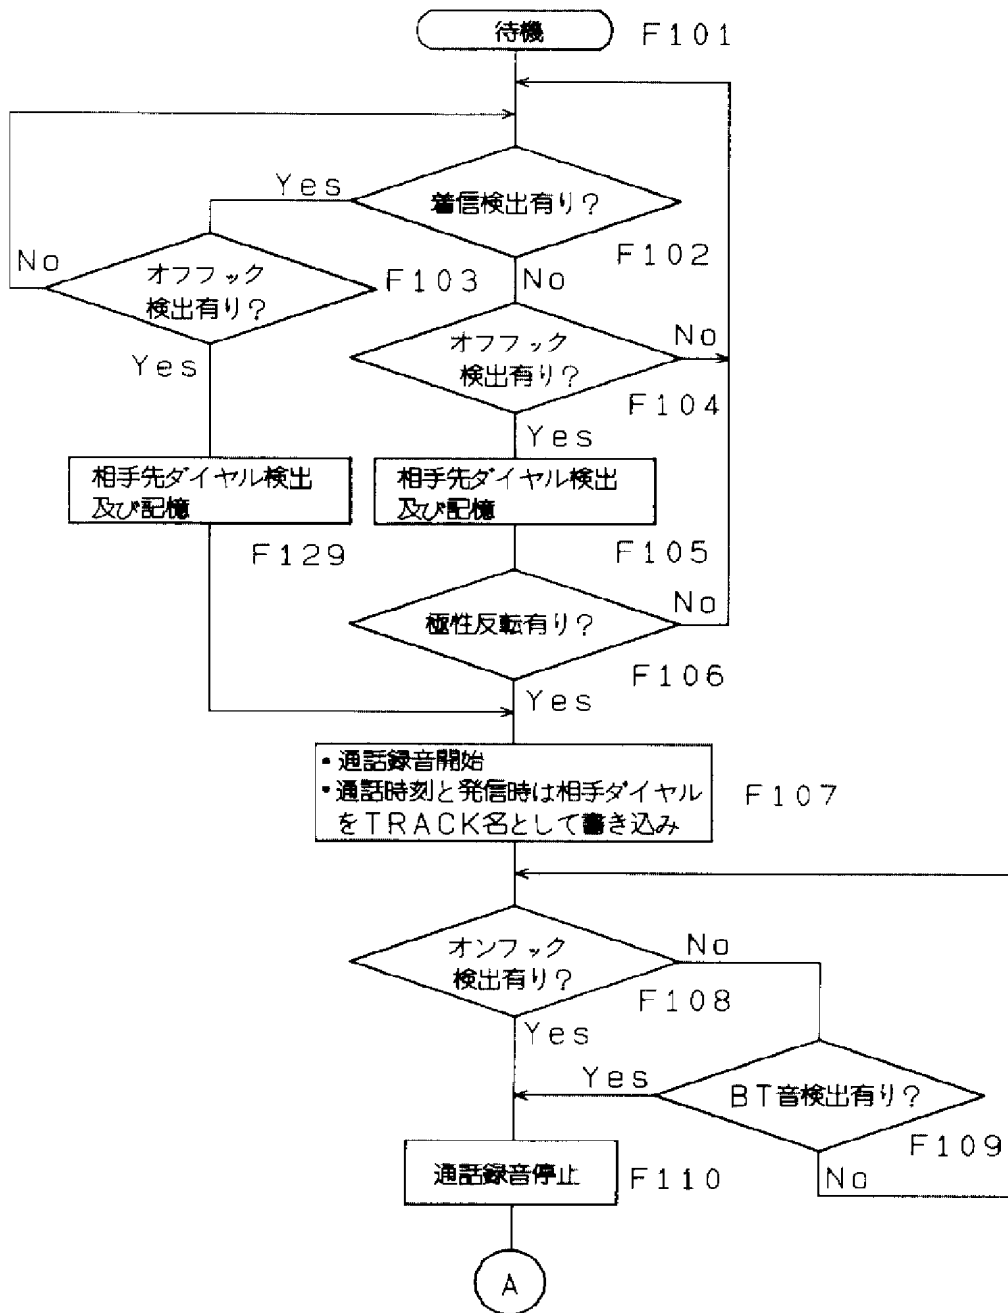 待機
F101
着信検出有り?
Yes
F102
No
オフフック
検出有り?
F103
No
Yes
オフフック
検出有り?
No
F104
Yes
相手先ダイヤル検出
及び記憶
F129
相手先ダイヤル検出
及び記憶
F105
極性反転有り?
No
F106
Yes
・通話録音開始
・通話時刻と発信時は相手ダイヤル
をTRACK名として書き込み
F107
オンフック
検出有り?
No
F108
Yes
BT音検出有り?
Yes
F109
No
通話録音停止
F110
A